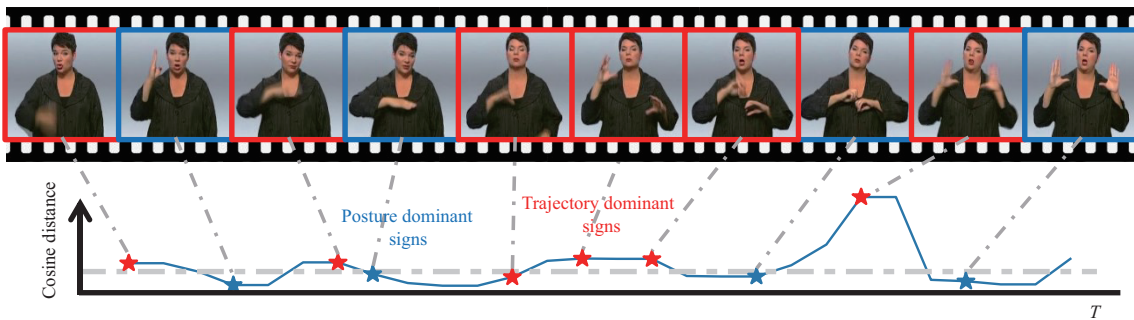 Cosine distance
Posture dominant
signs
Trajectory dominant
signs
T